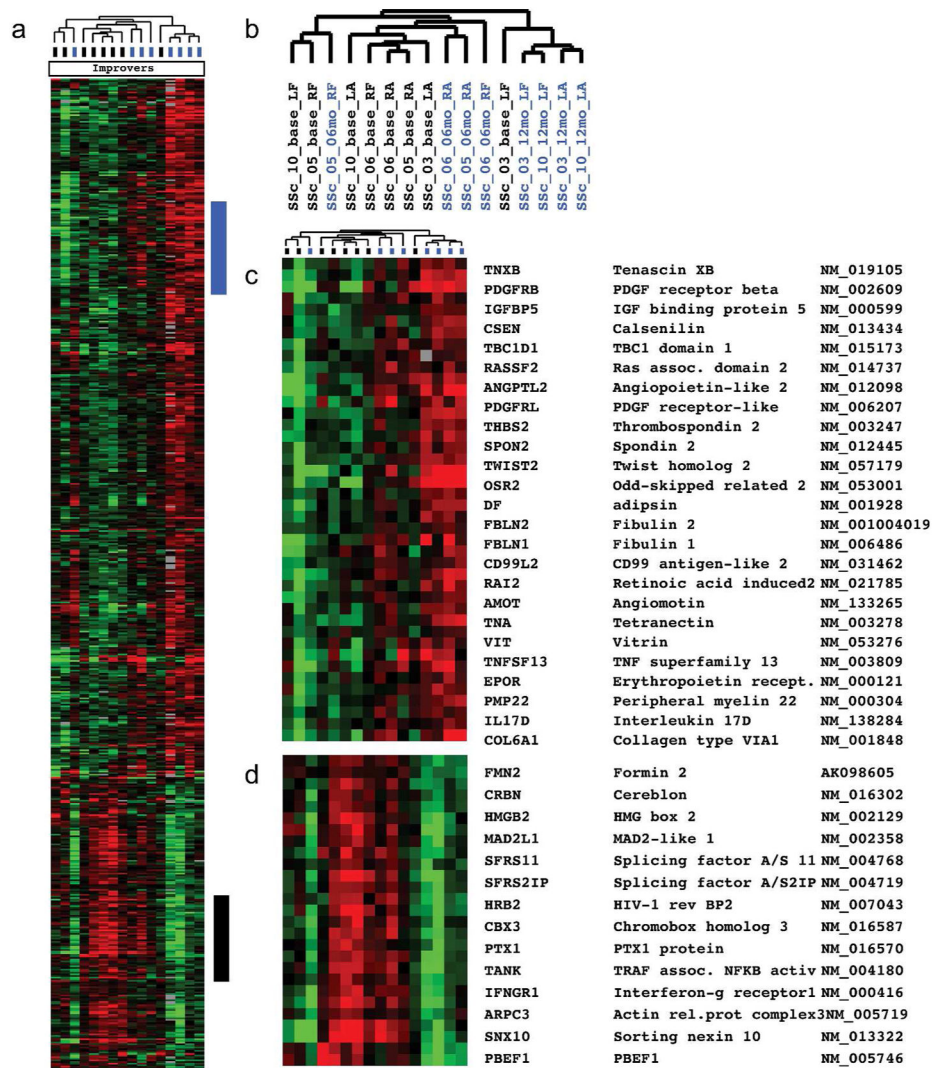 a
b
Improvers
SSc_10_base_LF
SSc_05_base_RF
SSc_05_06mo_RF
SSc_10_base_LA
SSc_06_base_RF
SSc_06_base_RA
SSc_05_base_RA
SSc_03_base_LA
SSc_06_06mo_RA
SSc_05_06mo_RA
SSc_06_06mo_RF
SSc_03_base_LF
SSc_03_12mo_LF
SSc_10_12mo_LF
SSc_03_12mo_LA
SSc_10_12mo_LA
c
TNXB Tenascin XB NM_019105
PDGFRB PDGF receptor beta NM_002609
IGFBP5 IGF binding protein 5 NM_000599
CSEN Calsenilin NM_013434
TBC1D1 TBC1 domain 1 NM_015173
RASSF2 Ras assoc. domain 2 NM_014737
ANGPTL2 Angiopoietin-like 2 NM_012098
PDGFRL PDGF receptor-like NM_006207
THBS2 Thrombospondin 2 NM_003247
SPON2 Spondin 2 NM_012445
TWIST2 Twist homolog 2 NM_057179
OSR2 Odd-skipped related 2 NM_053001
DF adipsin NM_001928
FBLN2 Fibulin 2 NM_001004019
FBLN1 Fibulin 1 NM_006486
CD99L2 CD99 antigen-like 2 NM_031462
RAI2 Retinoic acid induced2 NM_021785
AMOT Angiomotin NM_133265
TNA Tetranectin NM_003278
VIT Vitrin NM_053276
TNFSF13 TNF superfamily 13 NM_003809
EPOR Erythropoietin recept. NM_000121
PMP22 Peripheral myelin 22 NM_000304
IL17D Interleukin 17D NM_138284
COL6A1 Collagen type VIA1 NM_001848
d
FMN2 Formin 2 AK098605
CRBN Cereblon NM_016302
HMGB2 HMG box 2 NM_002129
MAD2L1 MAD2-like 1 NM_002358
SFRS11 Splicing factor A/S 11 NM_004768
SFRS2IP Splicing factor A/S2IP NM_004719
HRB2 HIV-1 rev BP2 NM_007043
CBX3 Chromobox homolog 3 NM_016587
PTX1 PTX1 protein NM_016570
TANK TRAF assoc. NFKB activ NM_004180
IFNGR1 Interferon-g receptor1 NM_000416
ARPC3 Actin rel.prot complex3NM_005719
SNX10 Sorting nexin 10 NM_013322
PBEF1 PBEF1 NM_005746